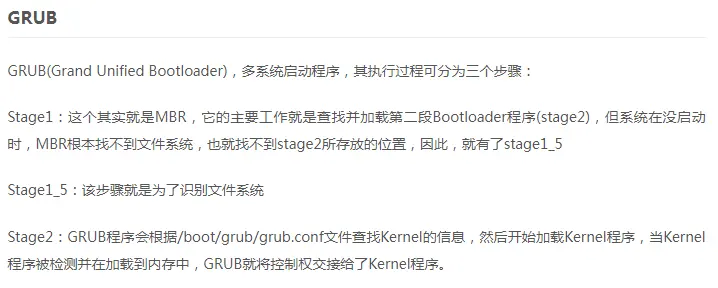 GRUB
GRUB(Grand Unified Bootloader)，多系统启动程序，其执行过程可分为三个步骤：
Stage1：这个其实就是MBR，它的主要工作就是查找并加载第二段Bootloader程序(stage2)，但系统在没启动
时，MBR根本找不到文件系统，也就找不到stage2所存放的位置，因此，就有了stage1_5
Stage1_5：该步骤就是为了识别文件系统
Stage2：GRUB程序会根据/boot/grub/grub.conf文件查找Kernel的信息，然后开始加载Kernel程序，当Kernel
程序被检测并在加载到内存中，GRUB就将控制权交接给了Kernel程序。